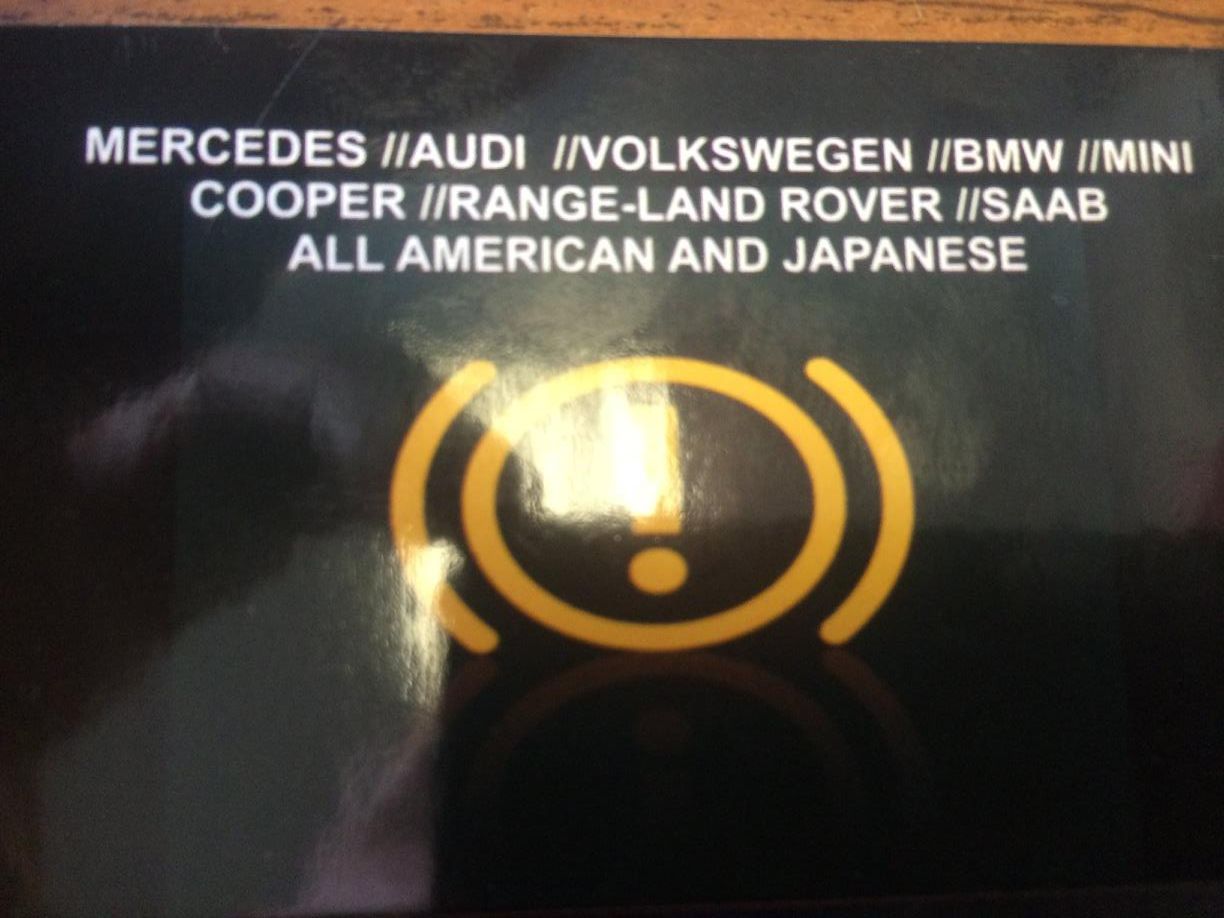 MERCEDES //AUDI //VOLKSWEGEN //BMW //MINI
COOPER //RANGE-LAND ROVER //SAAB
ALL AMERICAN AND JAPANESE
!